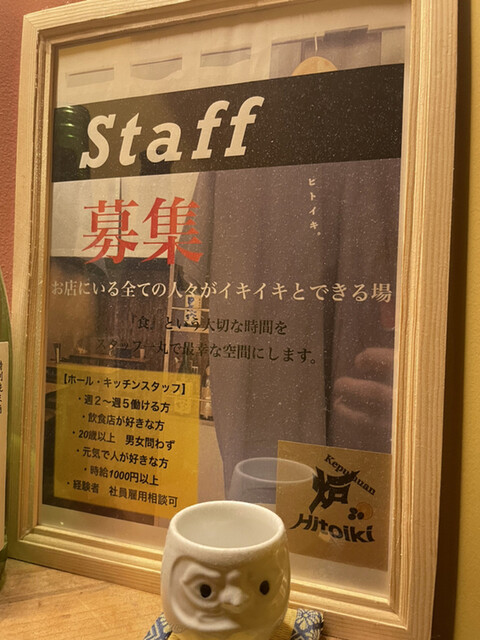 Staff
ヒトイキ。
募集
お店にいる全ての人々がイキイキとできる場
「食」という大切な時間を
スタッフ一丸で最幸な空間にします。
【ホール・キッチンスタッフ】
・週2～週5働ける方
・飲食店が好きな方
・20歳以上 男女問わず
・元気で人が好きな方
・時給1000円以上
・経験者 社員雇用相談可
炉
Hitoiki